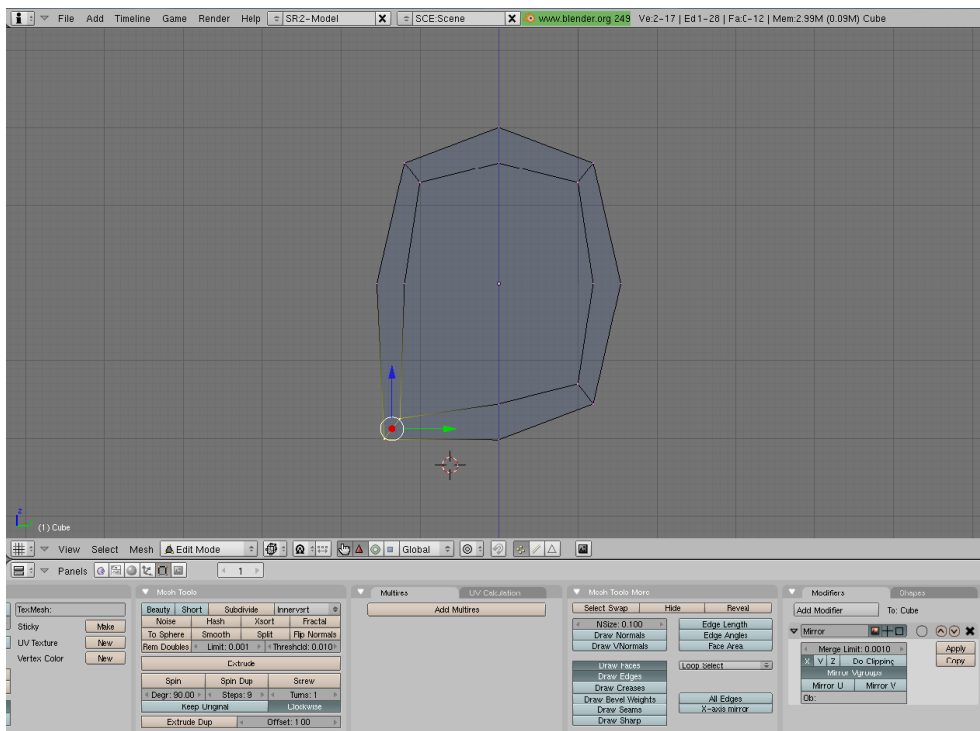 File Add Timeline Game Render Help SR2-Model X SCE:Scene X www.blender.org 249 Ve:2-17 | Ed:1-28 | Fa:0-12 | Mem:2.99M (0.09M) Cube
z
(1) Cube
View Select Mesh Edit Mode Global
Panels 1
Mesh Tools Multires UV Calculation Mesh Tools More Modifiers Shapes
TexMesh: Beauty Short Subdivide Innervert Add Multires Select Swap Hide Reveal Add Modifier To: Cube
Sticky Make Noise Hash Xsort Fractal NSize: 0.100 Edge Length Mirror
UV Texture New To Sphere Smooth Split Flip Normals Draw Normals Edge Angles Merge Limit: 0.0010 Apply
Vertex Color New Rem Doubles Limit: 0.001 Threshold: 0.010 Draw VNormals Face Area X Y Z Do Clipping Copy
Extrude Draw Faces Loop Select Mirror Vgroups
Spin Spin Dup Screw Draw Edges Mirror U Mirror V
Degr: 90.00 Steps: 9 Turns: 1 Draw Creases All Edges Ob:
Keep Original Clockwise Draw Bevel Weights X-axis mirror
Extrude Dup Offset: 1.00 Draw Seams
Draw Sharp